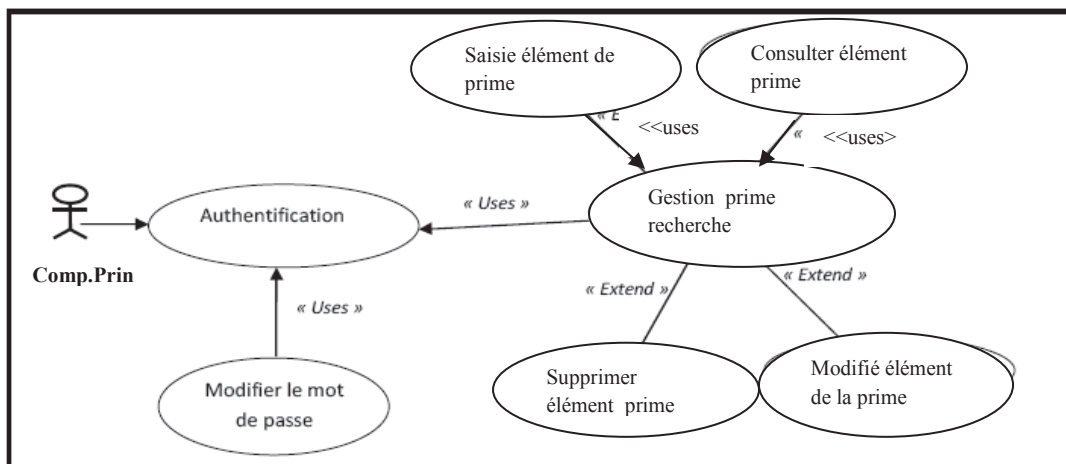 Saisie élément de
prime
Consulter élément
prime
« E
<<uses
«
<<uses>
Authentification
« Uses »
Gestion prime
recherche
Comp.Prin
« Uses »
« Extend »
« Extend »
Modifier le mot
de passe
Supprimer
élément prime
Modifié élément
de la prime